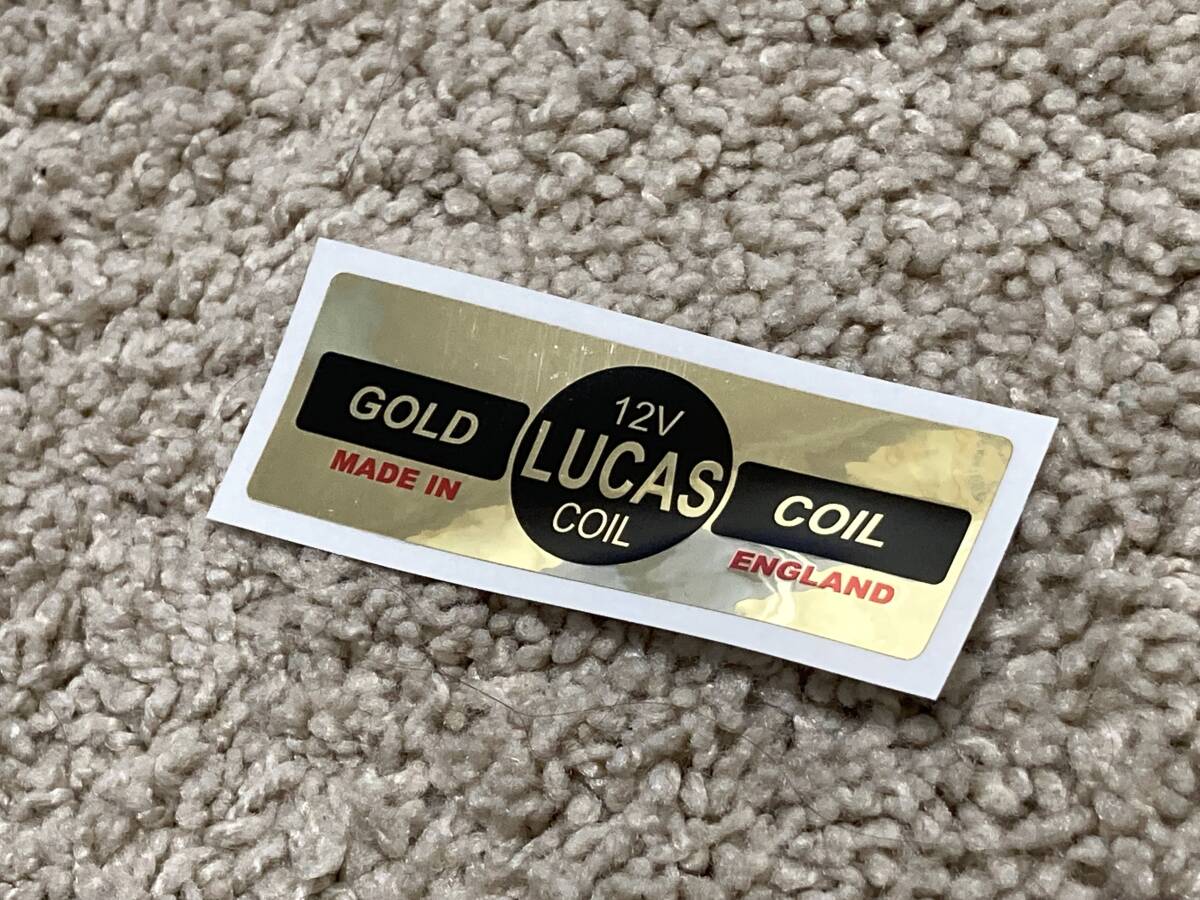 GOLD
MADE IN
12V
LUCAS
COIL
COIL
ENGLAND